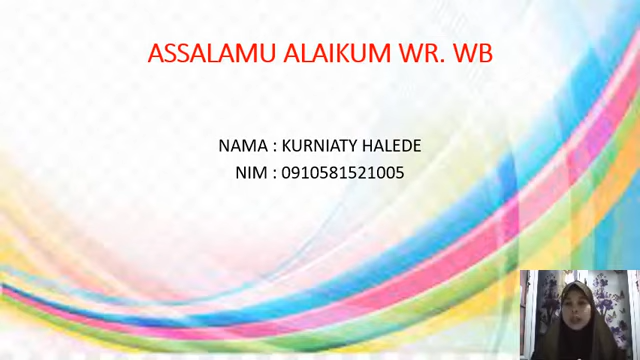 ASSALAMU ALAIKUM WR. WB
NAMA : KURNIATY HALEDE
NIM : 0910581521005